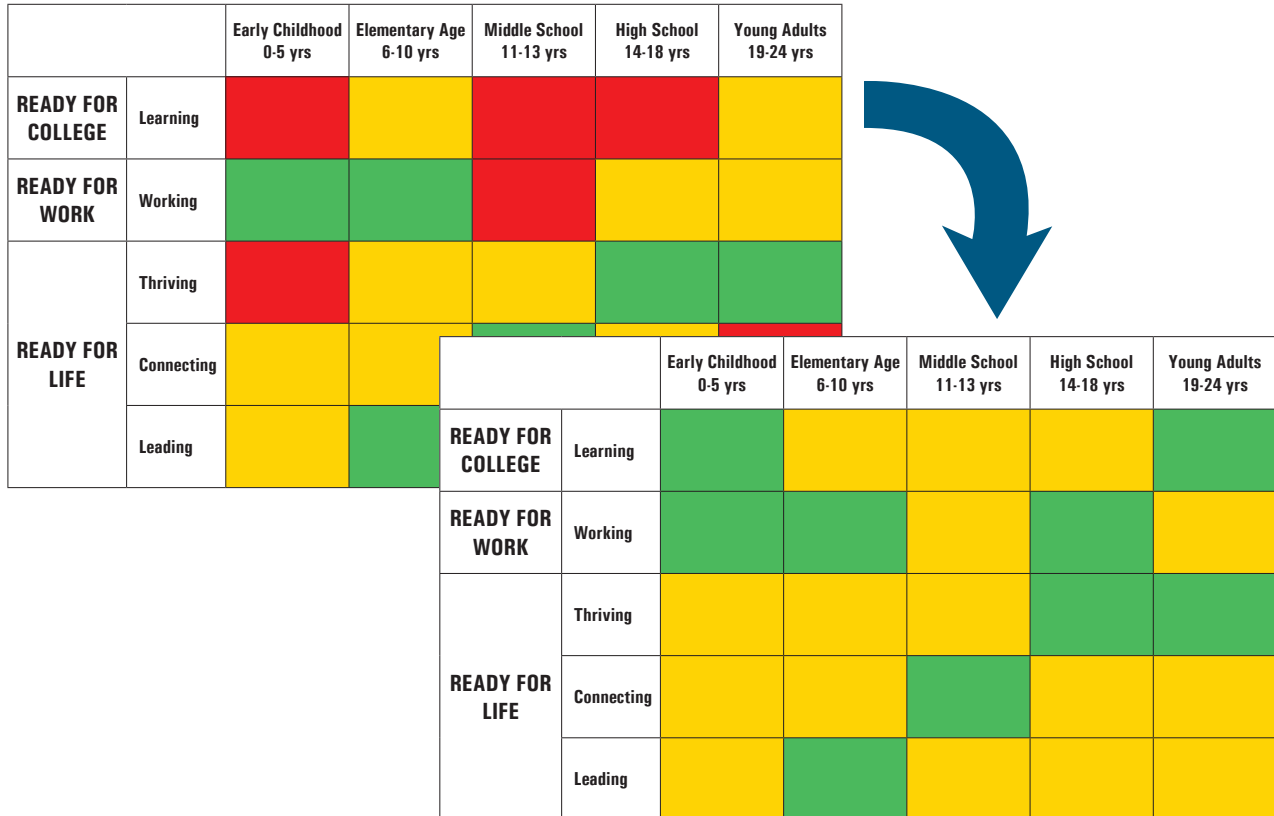 Early Childhood Elementary Age Middle School High School Young Adults
0-5 yrs 6-10 yrs 11-13 yrs 14-18 yrs 19-24 yrs
READY FOR
COLLEGE
Learning
READY FOR
WORK
Working
READY FOR
LIFE
Thriving
Connecting
Leading
Early Childhood Elementary Age Middle School High School Young Adults
0-5 yrs 6-10 yrs 11-13 yrs 14-18 yrs 19-24 yrs
READY FOR
COLLEGE
Learning
READY FOR
WORK
Working
READY FOR
LIFE
Thriving
Connecting
Leading